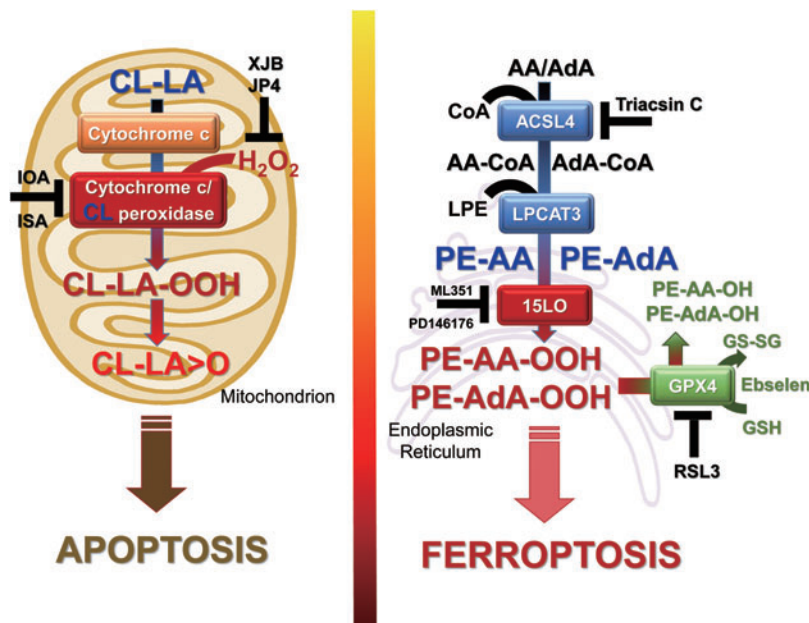 XJB
JP4
CL-LA
Cytochrome c
H2O2
IOA
ISA
Cytochrome c/
CL peroxidase
CL-LA-OOH
CL-LA>O
Mitochondrion
APOPTOSIS
AA/AdA
CoA
ACSL4
Triacsin C
AA-CoA AdA-CoA
LPE
LPCAT3
PE-AA PE-AdA
ML351
PD146176
15LO
PE-AA-OH
PE-AdA-OH
GS-SG
PE-AA-OOH
PE-AdA-OOH
GPX4
Ebselen
GSH
Endoplasmic
Reticulum
RSL3
FERROPTOSIS